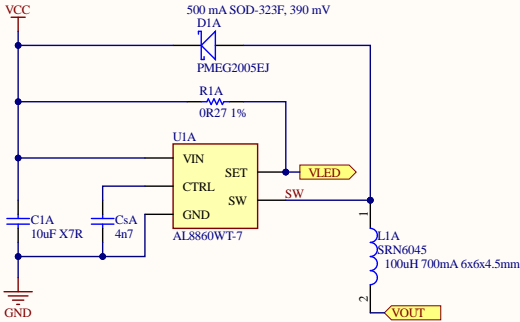 VCC
500 mA SOD-323F, 390 mV
D1A
PMEG2005EJ
R1A
0R27 1%
U1A
VIN
SET
VLED
CTRL
SW
SW
GND
AL8860WT-7
C1A
10uF X7R
CsA
4n7
1
L1A
SRN6045
100uH 700mA 6x6x4.5mm
2
GND
VOUT